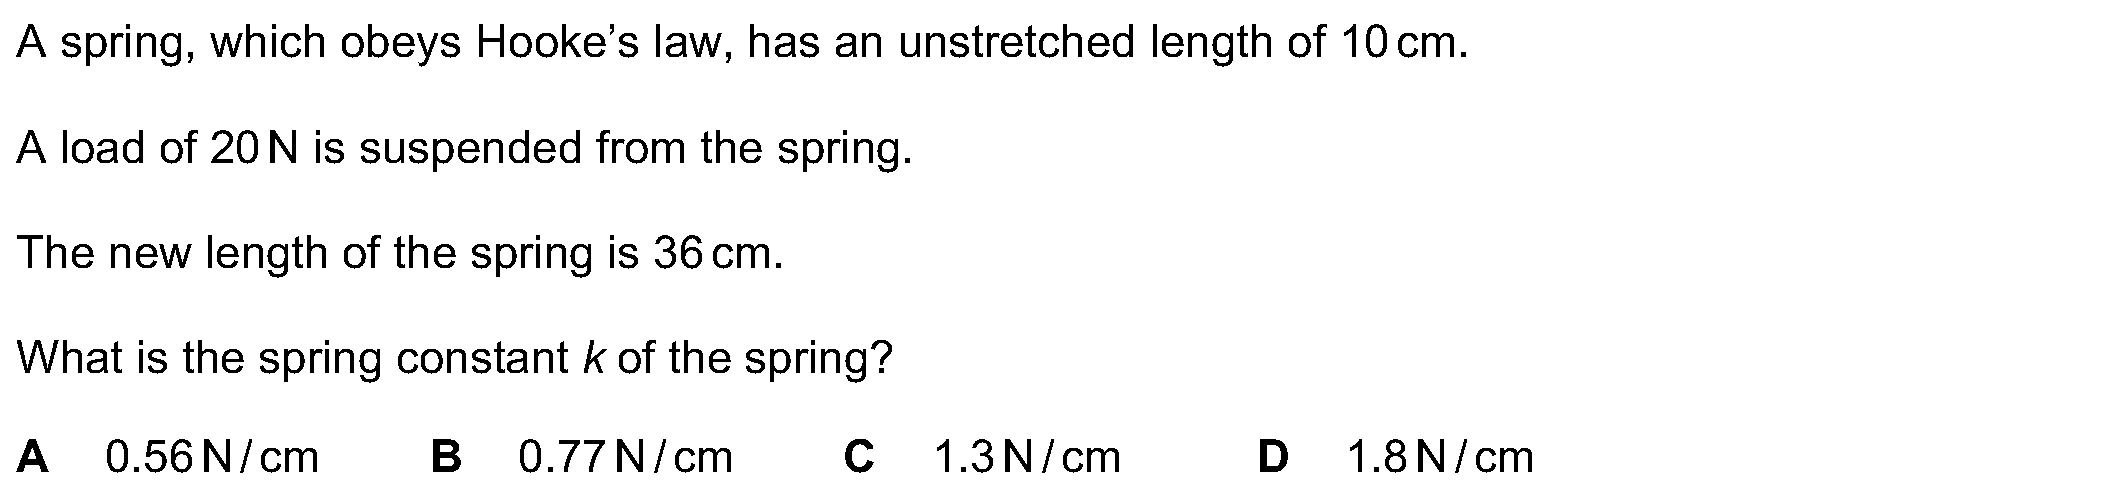 A spring, which obeys Hooke’s law, has an unstretched length of 10 cm.
A load of 20 N is suspended from the spring.
The new length of the spring is 36 cm.
What is the spring constant k of the spring?
A 0.56 N / cm B 0.77 N / cm C 1.3 N / cm D 1.8 N / cm